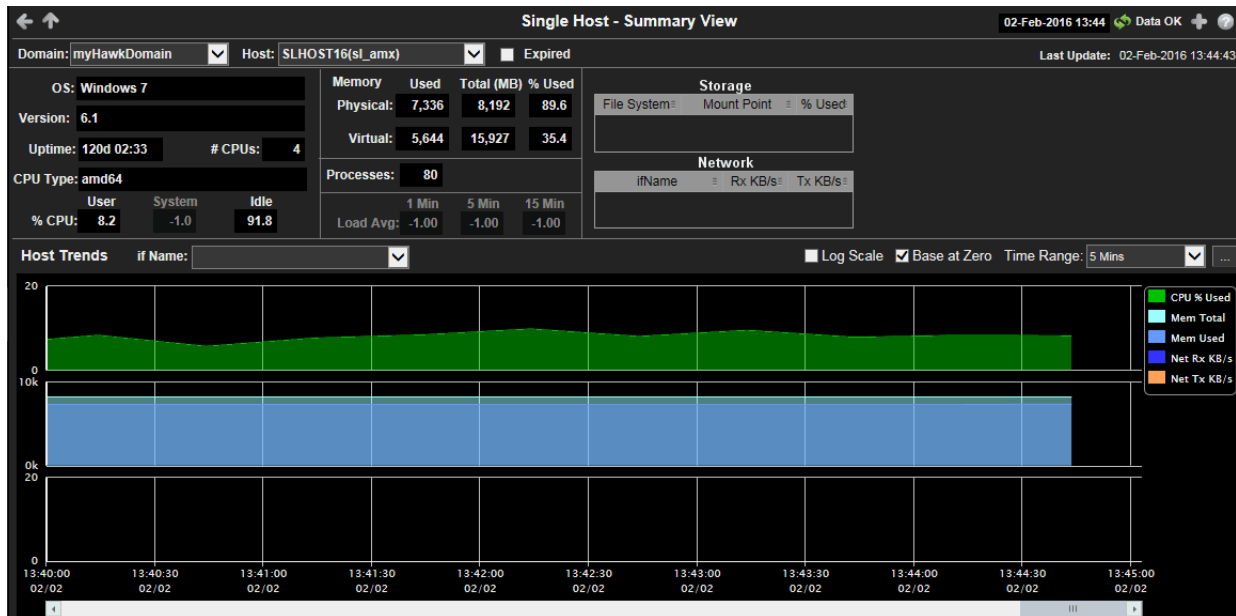 Single Host - Summary View
02-Feb-2016 13:44 Data OK
Domain: myHawkDomain Host: SLHOST16(sl_amx) Expired Last Update: 02-Feb-2016 13:44:43
OS: Windows 7
Version: 6.1
Uptime: 120d 02:33 # CPUs: 4
CPU Type: amd64
User System Idle
% CPU: 8.2 -1.0 91.8
Memory Used Total (MB) % Used
Physical: 7,336 8,192 89.6
Virtual: 5,644 15,927 35.4
Processes: 80
1 Min 5 Min 15 Min
Load Avg: -1.00 -1.00 -1.00
Storage
File System Mount Point % Used
Network
ifName Rx KB/s Tx KB/s
Host Trends if Name: Log Scale Base at Zero Time Range: 5 Mins ...
20
0
10k
0k
20
0
CPU % Used
Mem Total
Mem Used
Net Rx KB/s
Net Tx KB/s
13:40:00 13:40:30 13:41:00 13:41:30 13:42:00 13:42:30 13:43:00 13:43:30 13:44:00 13:44:30 13:45:00
02/02 02/02 02/02 02/02 02/02 02/02 02/02 02/02 02/02 02/02 02/02